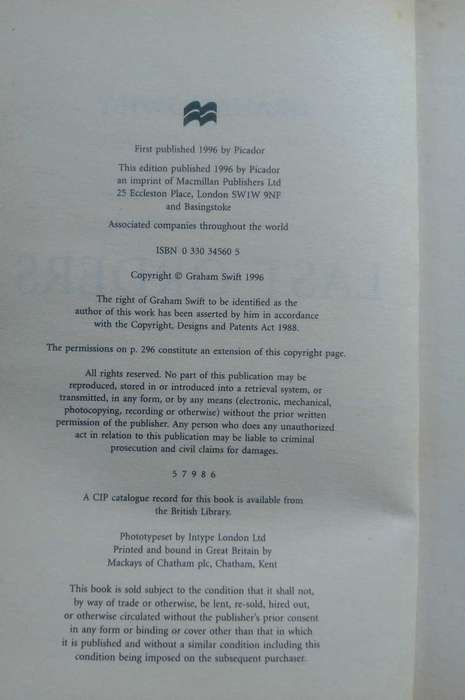 First published 1996 by Picador
This edition published 1996 by Picador
an imprint of Macmillan Publishers Ltd
25 Eccleston Place, London SW1W 9NF
and Basingstoke
Associated companies throughout the world
ISBN 0 330 34560 5
Copyright © Graham Swift 1996
The right of Graham Swift to be identified as the
author of this work has been asserted by him in accordance
with the Copyright, Designs and Patents Act 1988.
The permissions on p. 296 constitute an extension of this copyright page.
All rights reserved. No part of this publication may be
reproduced, stored in or introduced into a retrieval system, or
transmitted, in any form, or by any means (electronic, mechanical,
photocopying, recording or otherwise) without the prior written
permission of the publisher. Any person who does any unauthorized
act in relation to this publication may be liable to criminal
prosecution and civil claims for damages.
5 7 9 8 6
A CIP catalogue record for this book is available from
the British Library.
Phototypeset by Intype London Ltd
Printed and bound in Great Britain by
Mackays of Chatham plc, Chatham, Kent
This book is sold subject to the condition that it shall not,
by way of trade or otherwise, be lent, re-sold, hired out,
or otherwise circulated without the publisher's prior consent
in any form or binding or cover other than that in which
it is published and without a similar condition including this
condition being imposed on the subsequent purchaser.